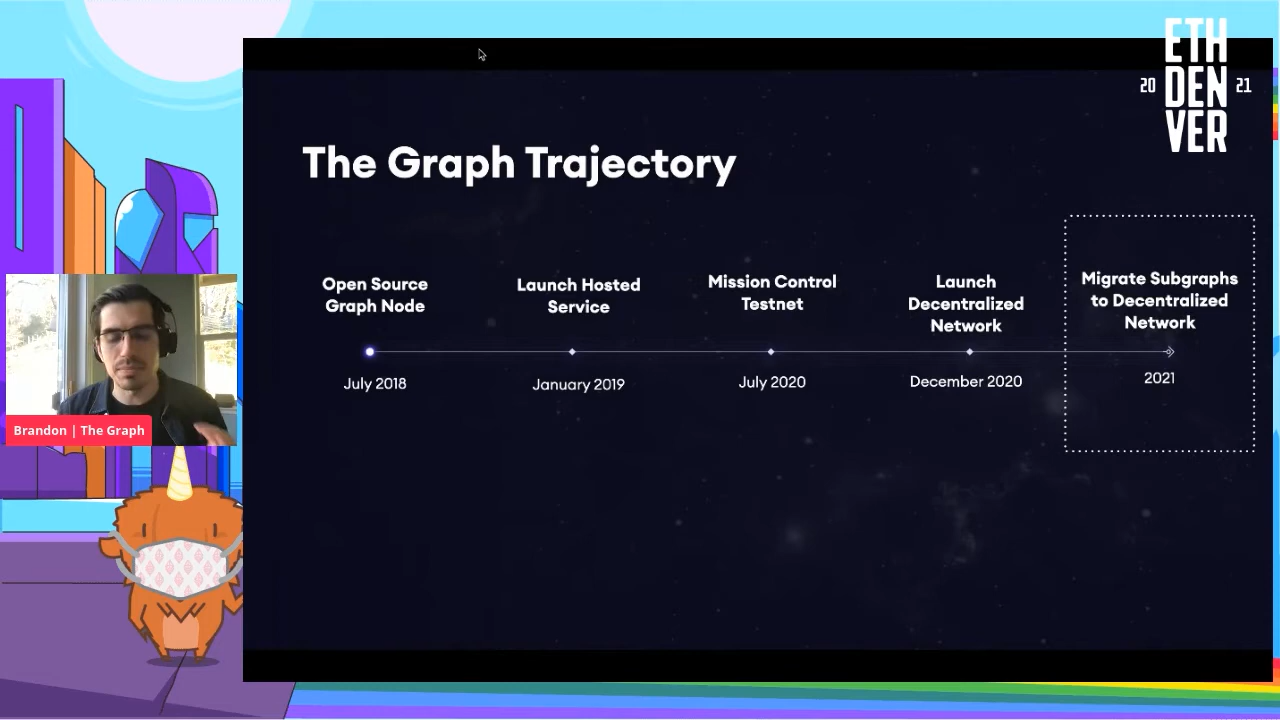 ETH
20 DEN 21
VER
The Graph Trajectory
Open Source
Graph Node
July 2018
Launch Hosted
Service
January 2019
Mission Control
Testnet
July 2020
Launch
Decentralized
Network
December 2020
Migrate Subgraphs
to Decentralized
Network
2021
Brandon | The Graph